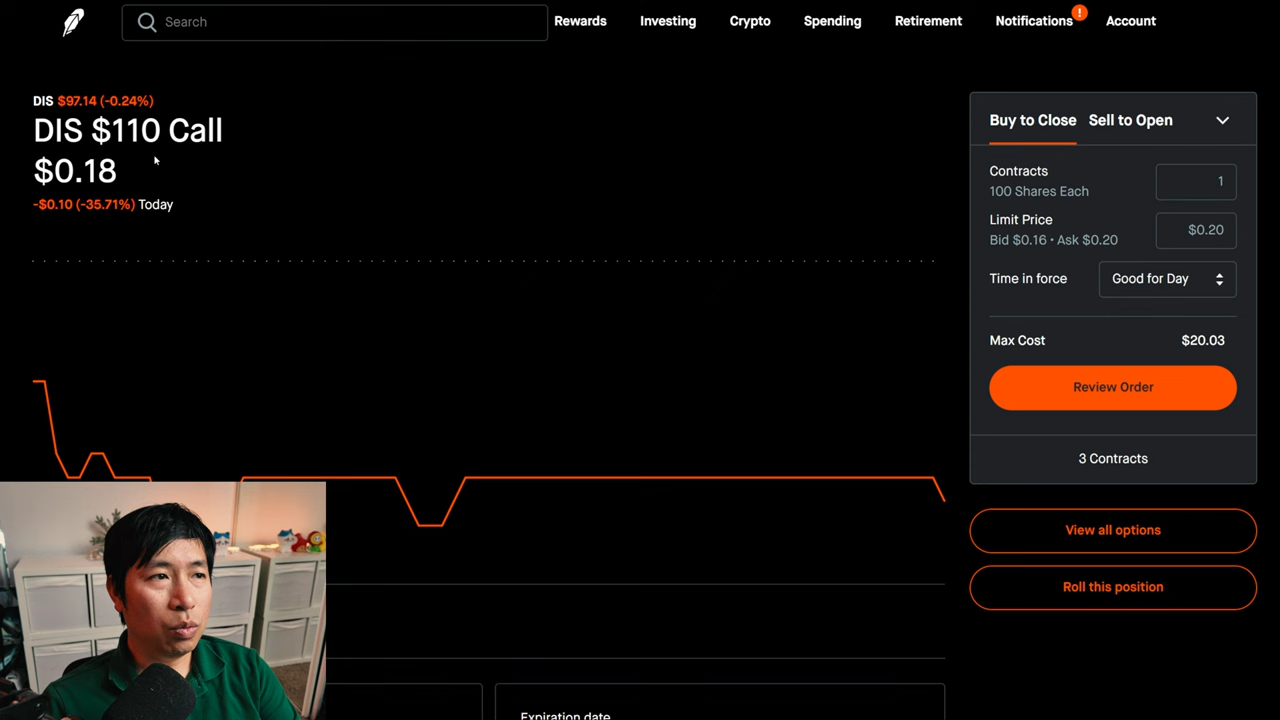 Search
Rewards
Investing
Crypto
Spending
Retirement
Notifications
!
Account
DIS $97.14 (-0.24%)
DIS $110 Call
$0.18
-$0.10 (-35.71%) Today
Buy to Close
Sell to Open
Contracts
1
100 Shares Each
Limit Price
$0.20
Bid $0.16 • Ask $0.20
Time in force
Good for Day
Max Cost
$20.03
Review Order
3 Contracts
View all options
Roll this position
Expiration date